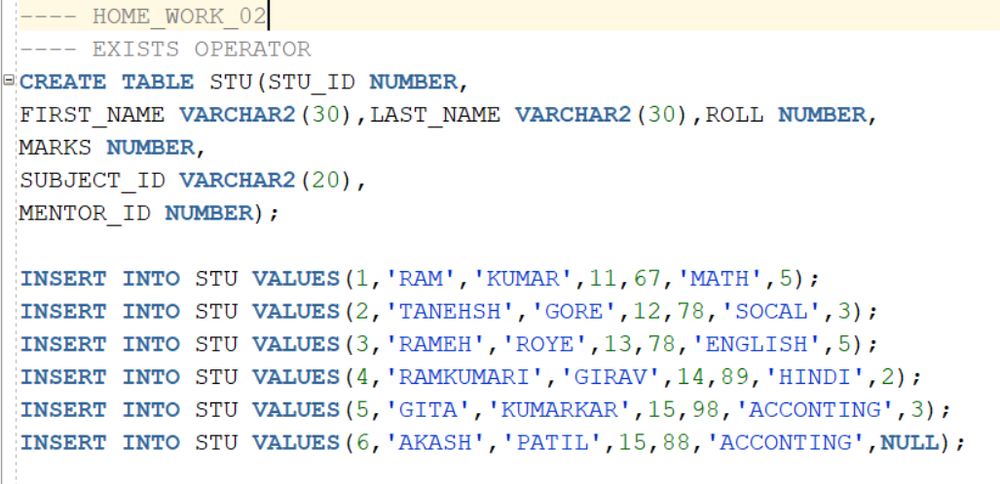 ---- HOME_WORK_02
---- EXISTS OPERATOR
CREATE TABLE STU(STU_ID NUMBER,
FIRST_NAME VARCHAR2(30),LAST_NAME VARCHAR2(30),ROLL NUMBER,
MARKS NUMBER,
SUBJECT_ID VARCHAR2(20),
MENTOR_ID NUMBER);
INSERT INTO STU VALUES(1,'RAM','KUMAR',11,67,'MATH',5);
INSERT INTO STU VALUES(2,'TANEHSH','GORE',12,78,'SOCAL',3);
INSERT INTO STU VALUES(3,'RAMEH','ROYE',13,78,'ENGLISH',5);
INSERT INTO STU VALUES(4,'RAMKUMARI','GIRAV',14,89,'HINDI',2);
INSERT INTO STU VALUES(5,'GITA','KUMARKAR',15,98,'ACCONTING',3);
INSERT INTO STU VALUES(6,'AKASH','PATIL',15,88,'ACCONTING',NULL);